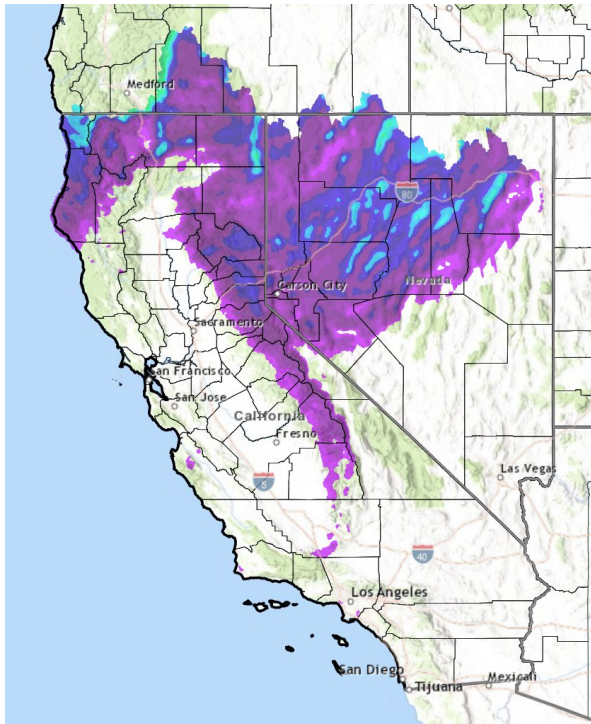 Medford
80
Carson City
Nevada
Sacramento
San Francisco
San Jose
California
Fresno
5
Las Vegas
40
Los Angeles
San Diego
Mexicali
Tijuana